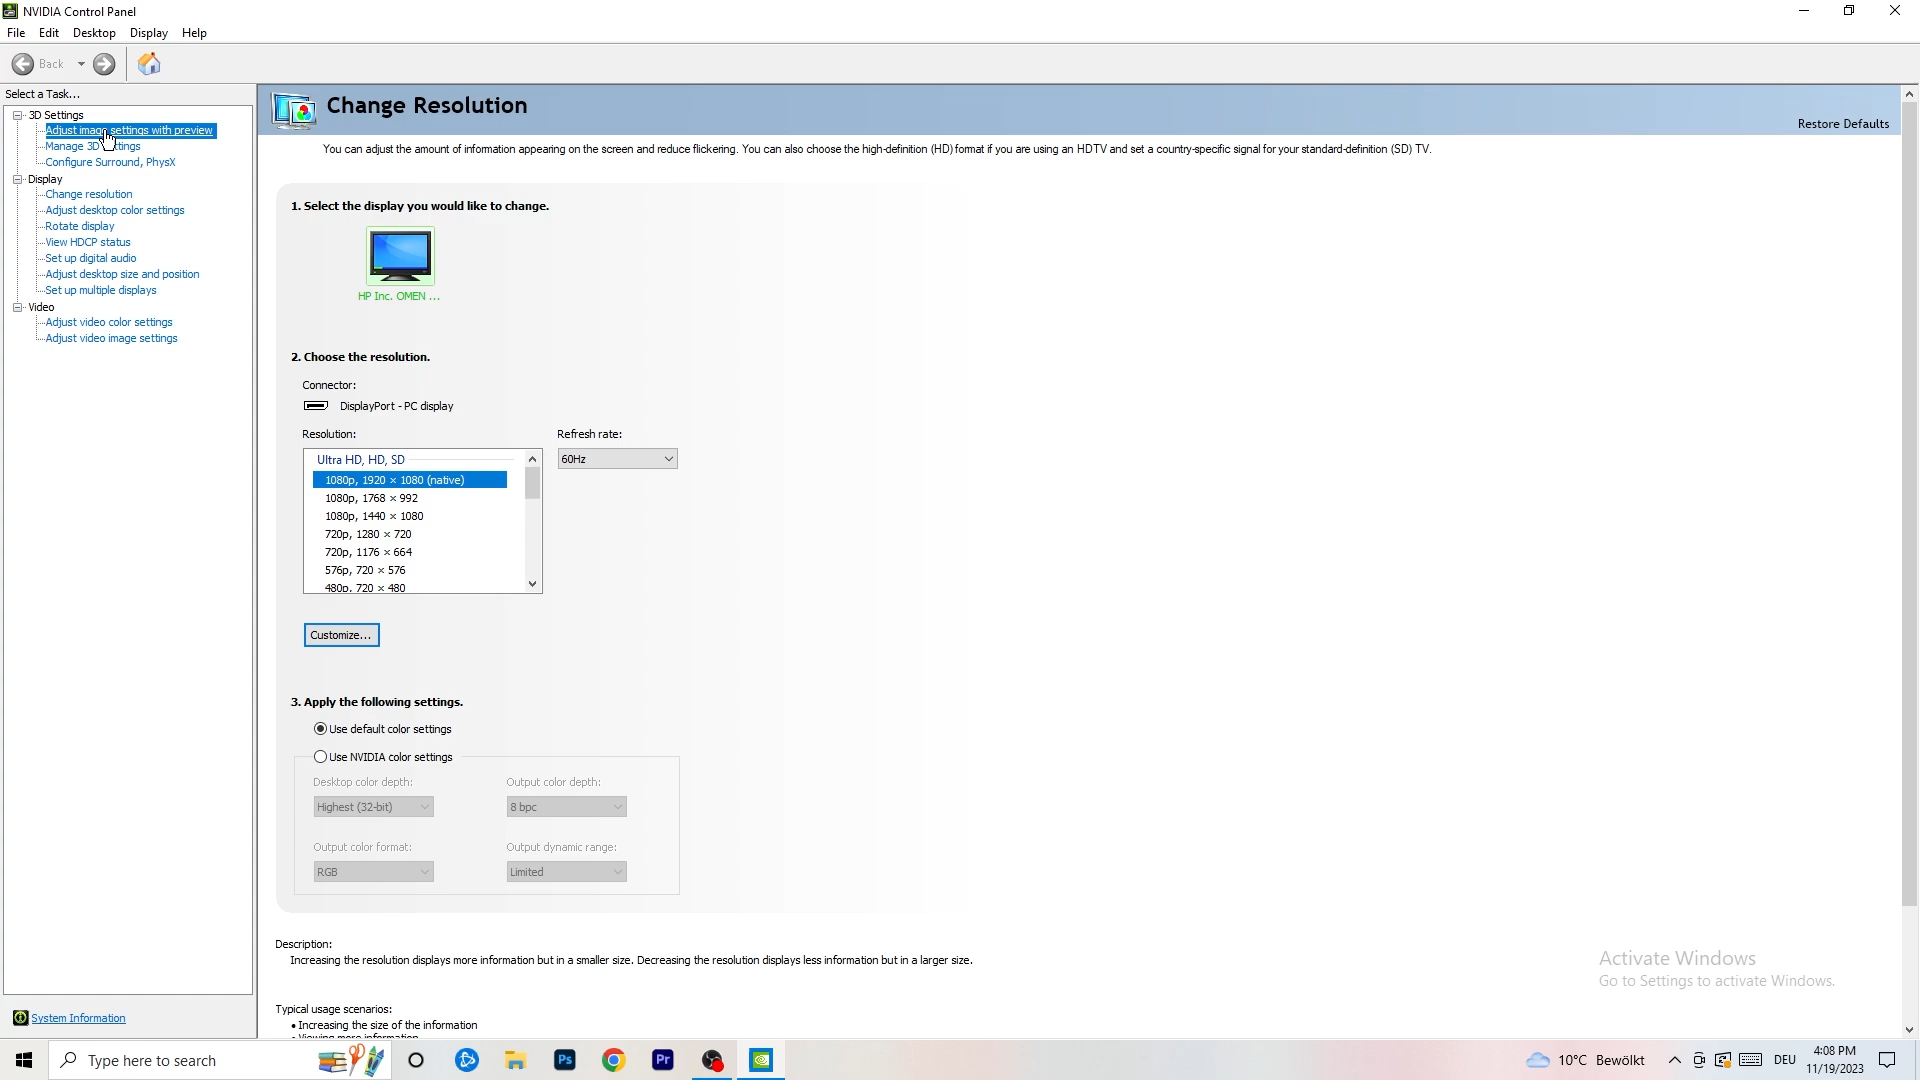 NVIDIA Control Panel
File Edit Desktop Display Help
Back
Select a Task...
3D Settings
Adjust image settings with preview
Manage 3D settings
Configure Surround, PhysX
Display
Change resolution
Adjust desktop color settings
Rotate display
View HDCP status
Set up digital audio
Adjust desktop size and position
Set up multiple displays
Video
Adjust video color settings
Adjust video image settings
System Information
Change Resolution
Restore Defaults
You can adjust the amount of information appearing on the screen and reduce flickering. You can also choose the high-definition (HD) format if you are using an HDTV and set a country-specific signal for your standard-definition (SD) TV.
1. Select the display you would like to change.
HP Inc. OMEN ...
2. Choose the resolution.
Connector:
DisplayPort - PC display
Resolution:
Refresh rate:
Ultra HD, HD, SD
60Hz
1080p, 1920 × 1080 (native)
1080p, 1768 × 992
1080p, 1440 × 1080
720p, 1280 × 720
720p, 1176 × 664
576p, 720 × 576
480p, 720 × 480
Customize...
3. Apply the following settings.
Use default color settings
Use NVIDIA color settings
Desktop color depth:
Output color depth:
Highest (32-bit)
8 bpc
Output color format:
Output dynamic range:
RGB
Limited
Description:
Increasing the resolution displays more information but in a smaller size. Decreasing the resolution displays less information but in a larger size.
Typical usage scenarios:
• Increasing the size of the information
• Viewing more information
Activate Windows
Go to Settings to activate Windows.
Type here to search
Ps
Pr
10°C Bewölkt
DEU
4:08 PM
11/19/2023